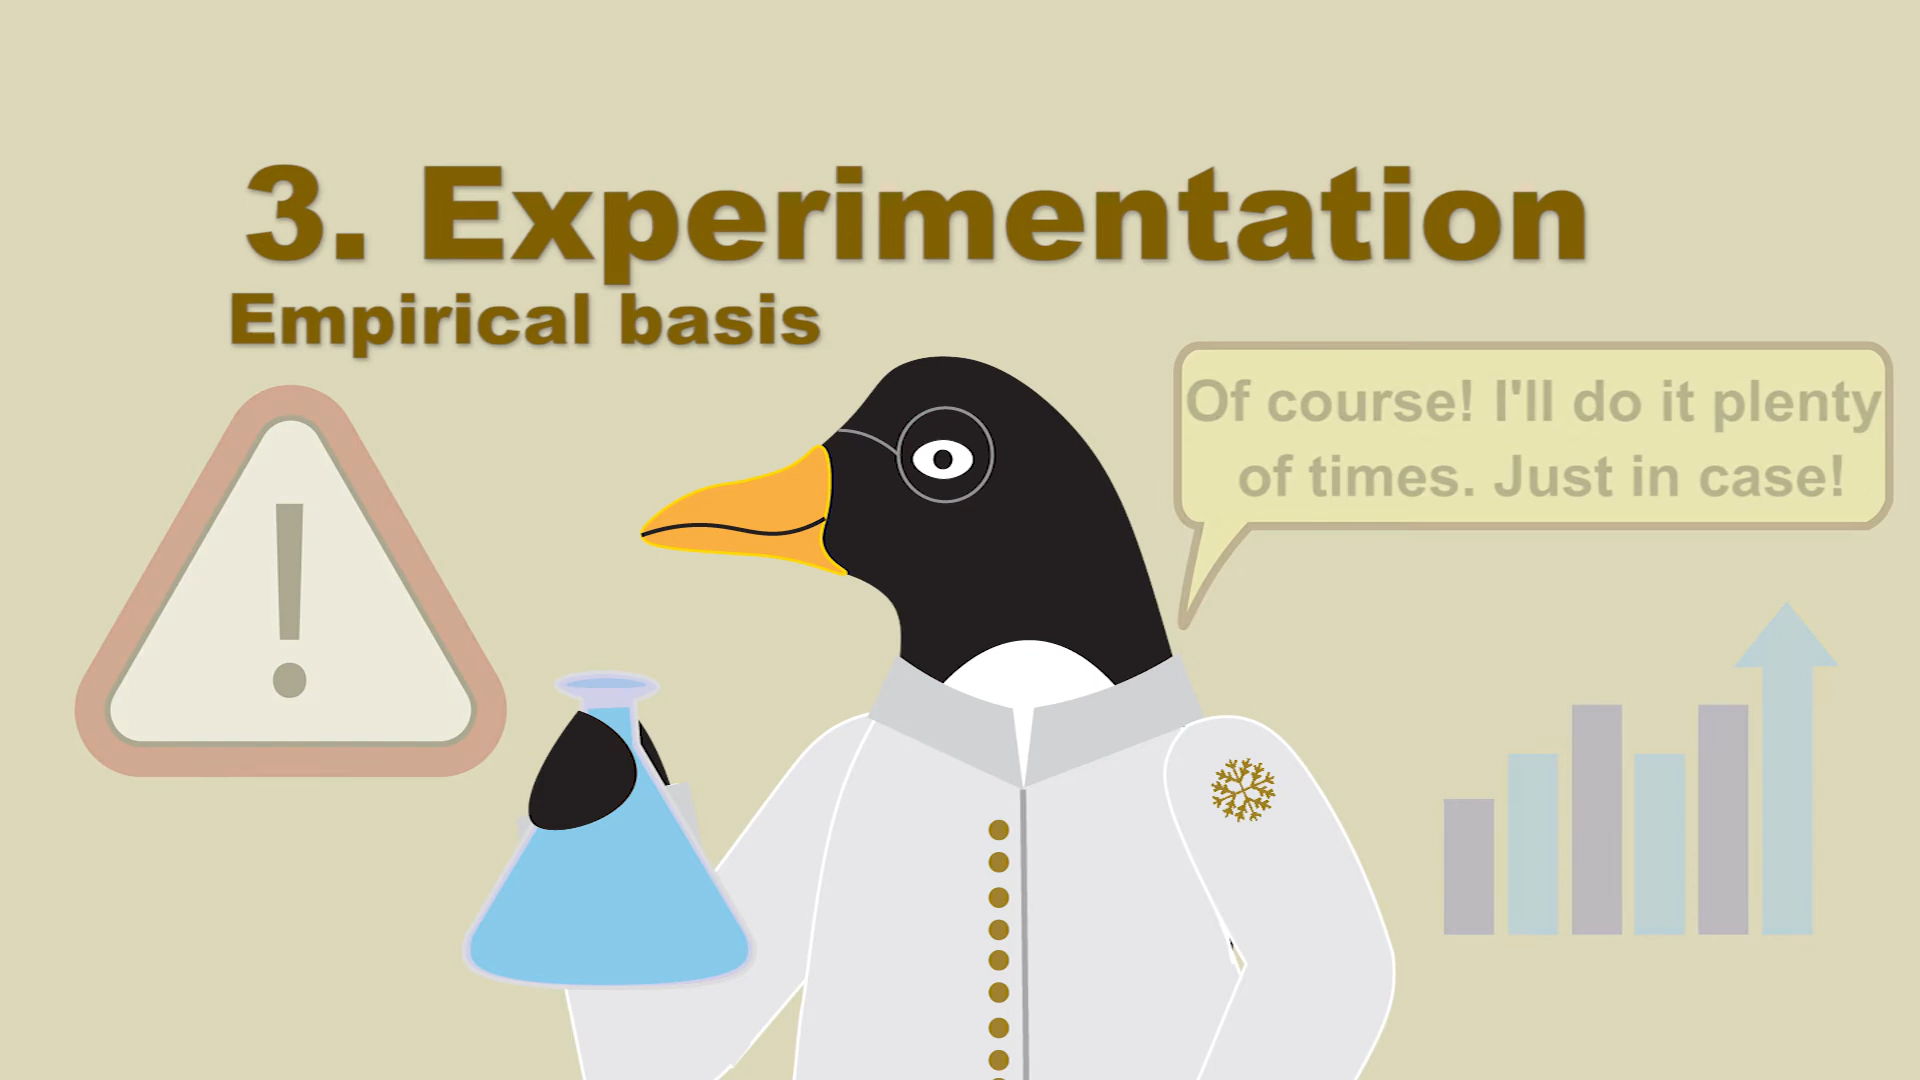 3. Experimentation
Empirical basis
Of course! I'll do it plenty
of times. Just in case!
!